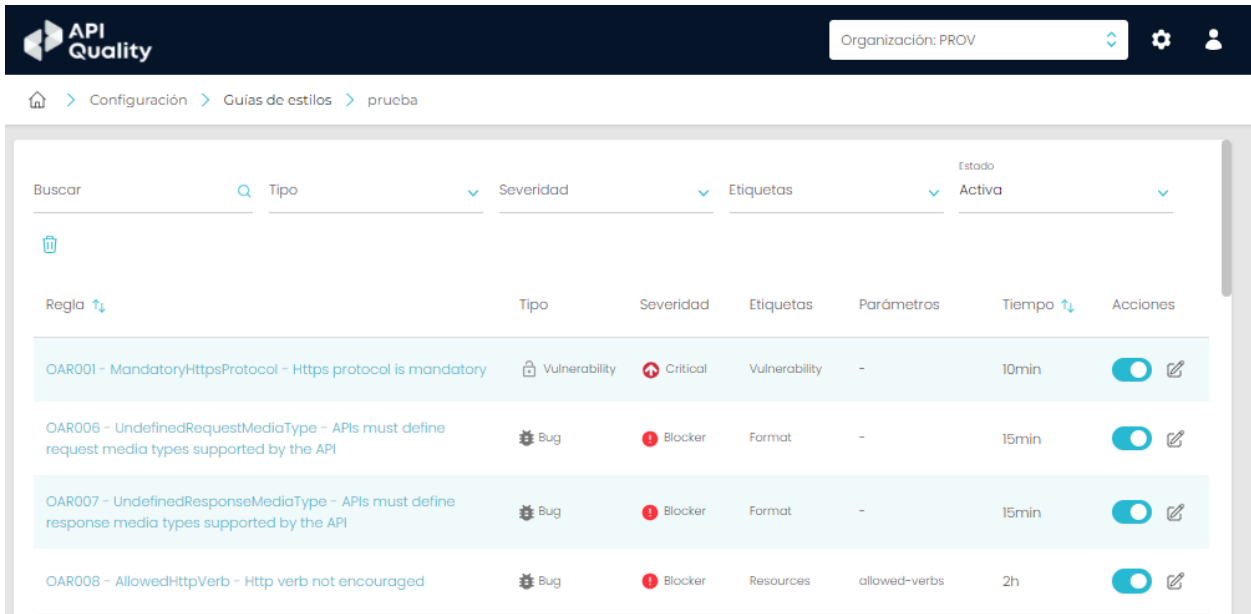 API
Quality
Organización: PROV
Configuración > Guías de estilos > prueba
Estado
Buscar Tipo Severidad Etiquetas Activa
Regla Tipo Severidad Etiquetas Parámetros Tiempo Acciones
OAR001 - MandatoryHttpsProtocol - Https protocol is mandatory Vulnerability Critical Vulnerability - 10min
OAR006 - UndefinedRequestMediaType - APIs must define
request media types supported by the API Bug Blocker Format - 15min
OAR007 - UndefinedResponseMediaType - APIs must define
response media types supported by the API Bug Blocker Format - 15min
OAR008 - AllowedHttpVerb - Http verb not encouraged Bug Blocker Resources allowed-verbs 2h